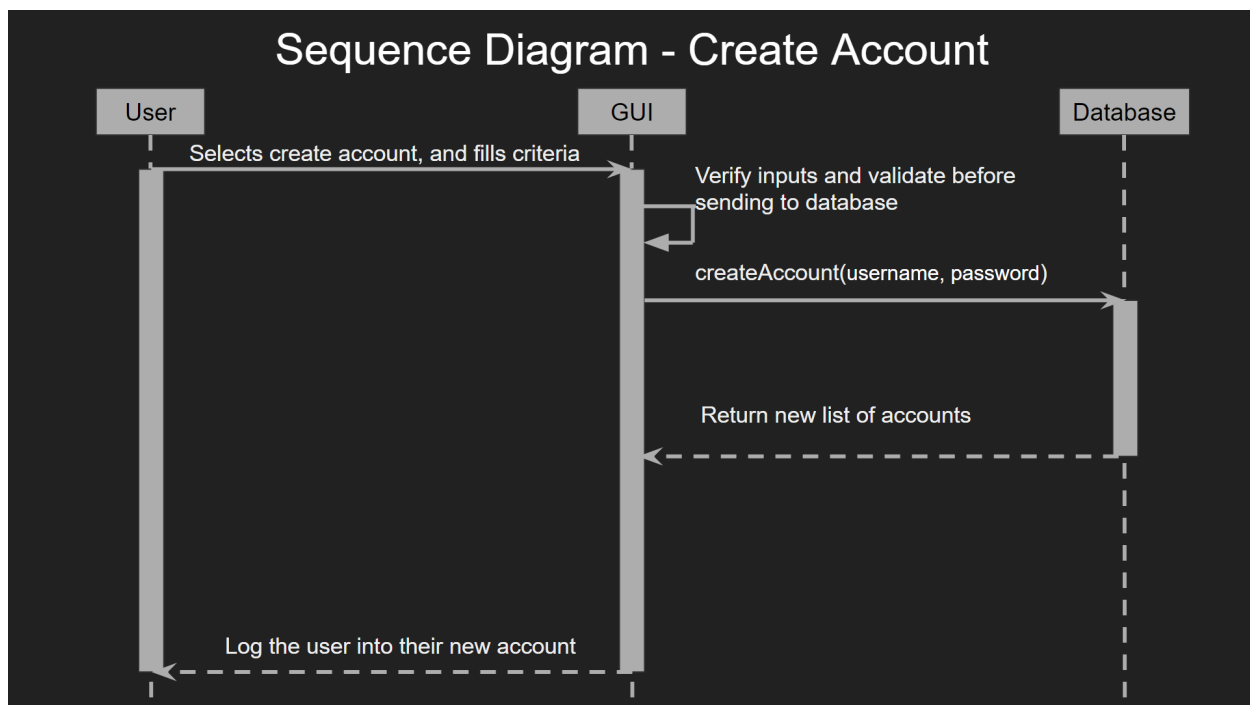 Sequence Diagram - Create Account
User
GUI
Database
Selects create account, and fills criteria
Verify inputs and validate before
sending to database
createAccount(username, password)
Return new list of accounts
Log the user into their new account